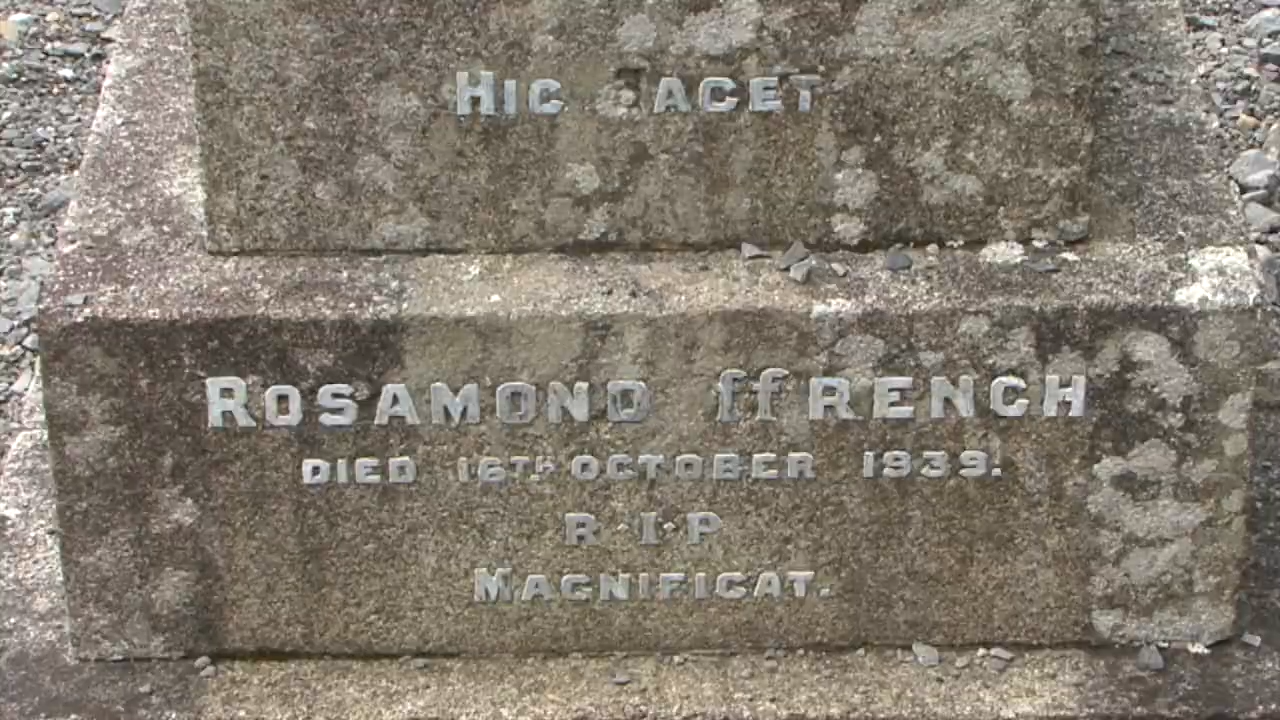 HIC JACET
ROSAMOND ffRENCH
DIED 16TH OCTOBER 1939.
R·I·P
MAGNIFICAT.